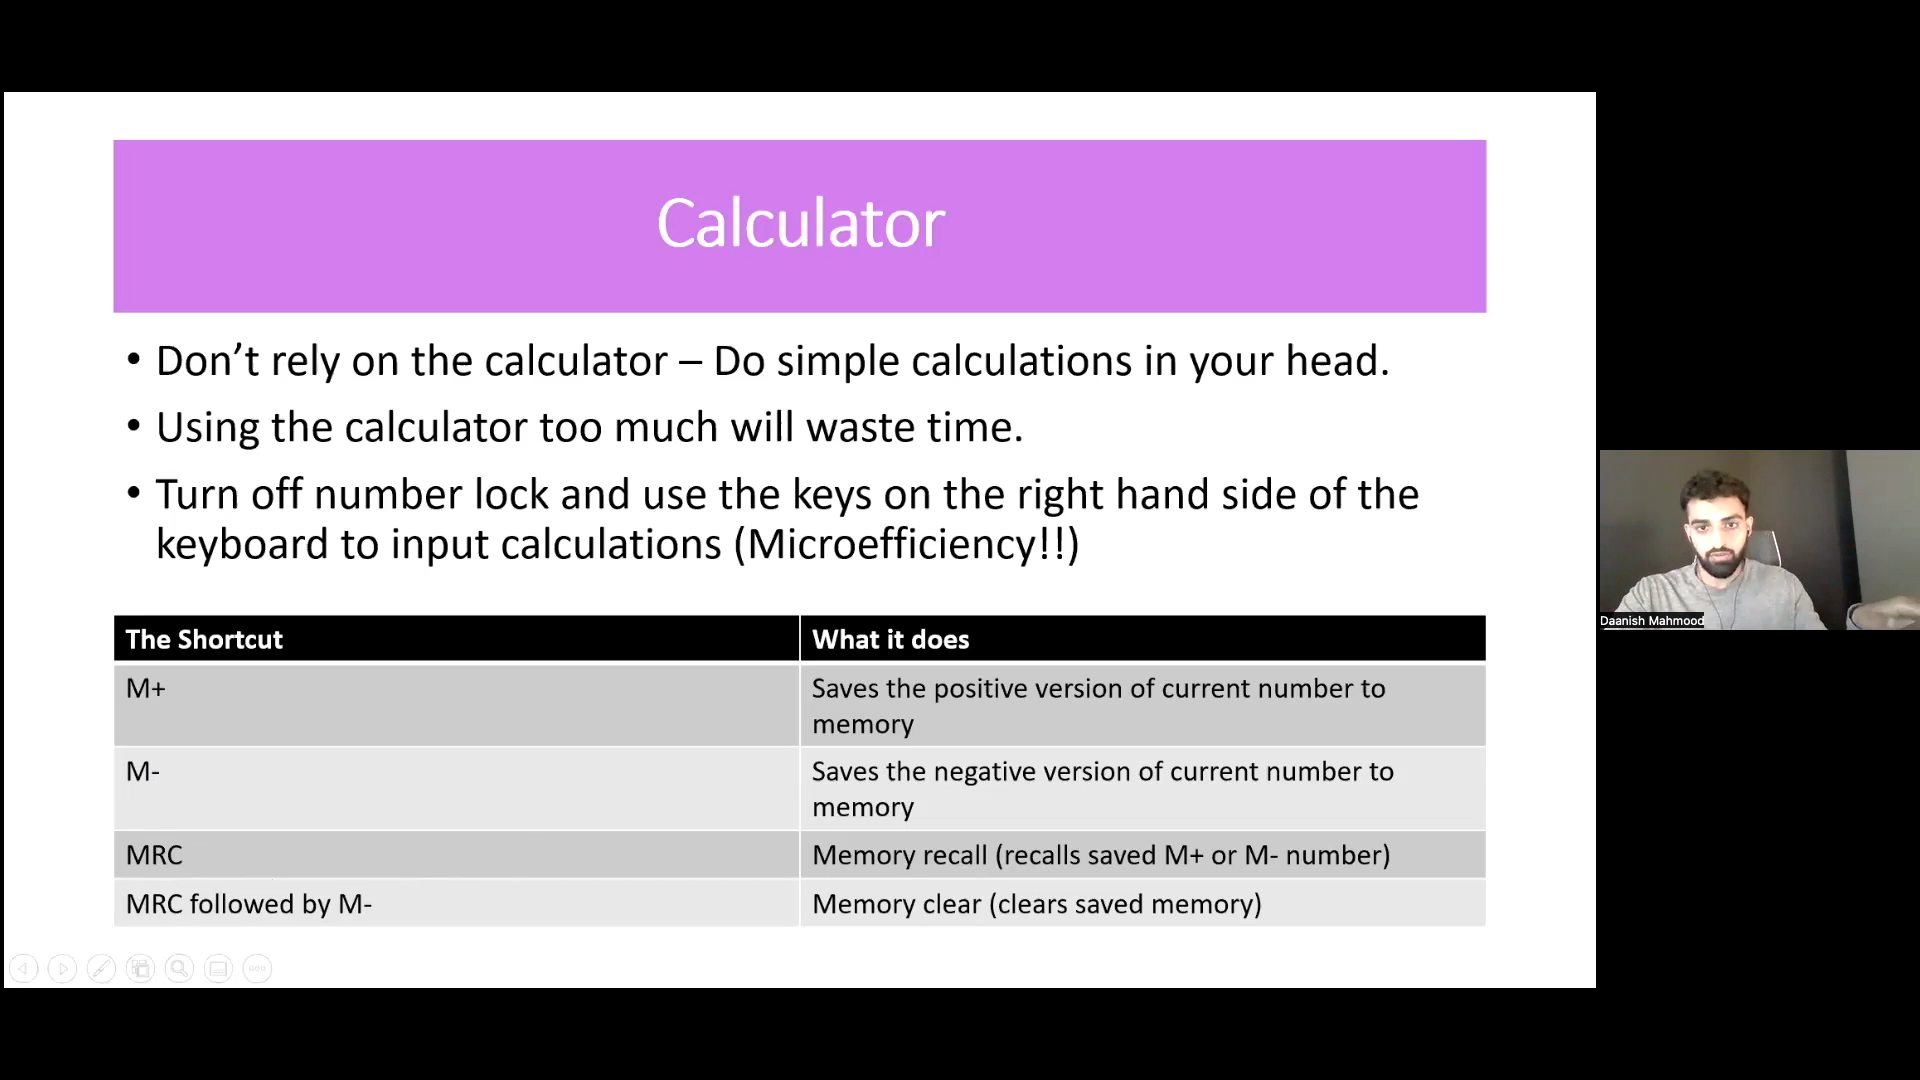 Calculator
• Don’t rely on the calculator – Do simple calculations in your head.
• Using the calculator too much will waste time.
• Turn off number lock and use the keys on the right hand side of the
keyboard to input calculations (Microefficiency!!)
The Shortcut What it does
M+ Saves the positive version of current number to
memory
M- Saves the negative version of current number to
memory
MRC Memory recall (recalls saved M+ or M- number)
MRC followed by M- Memory clear (clears saved memory)
Daanish Mahmood